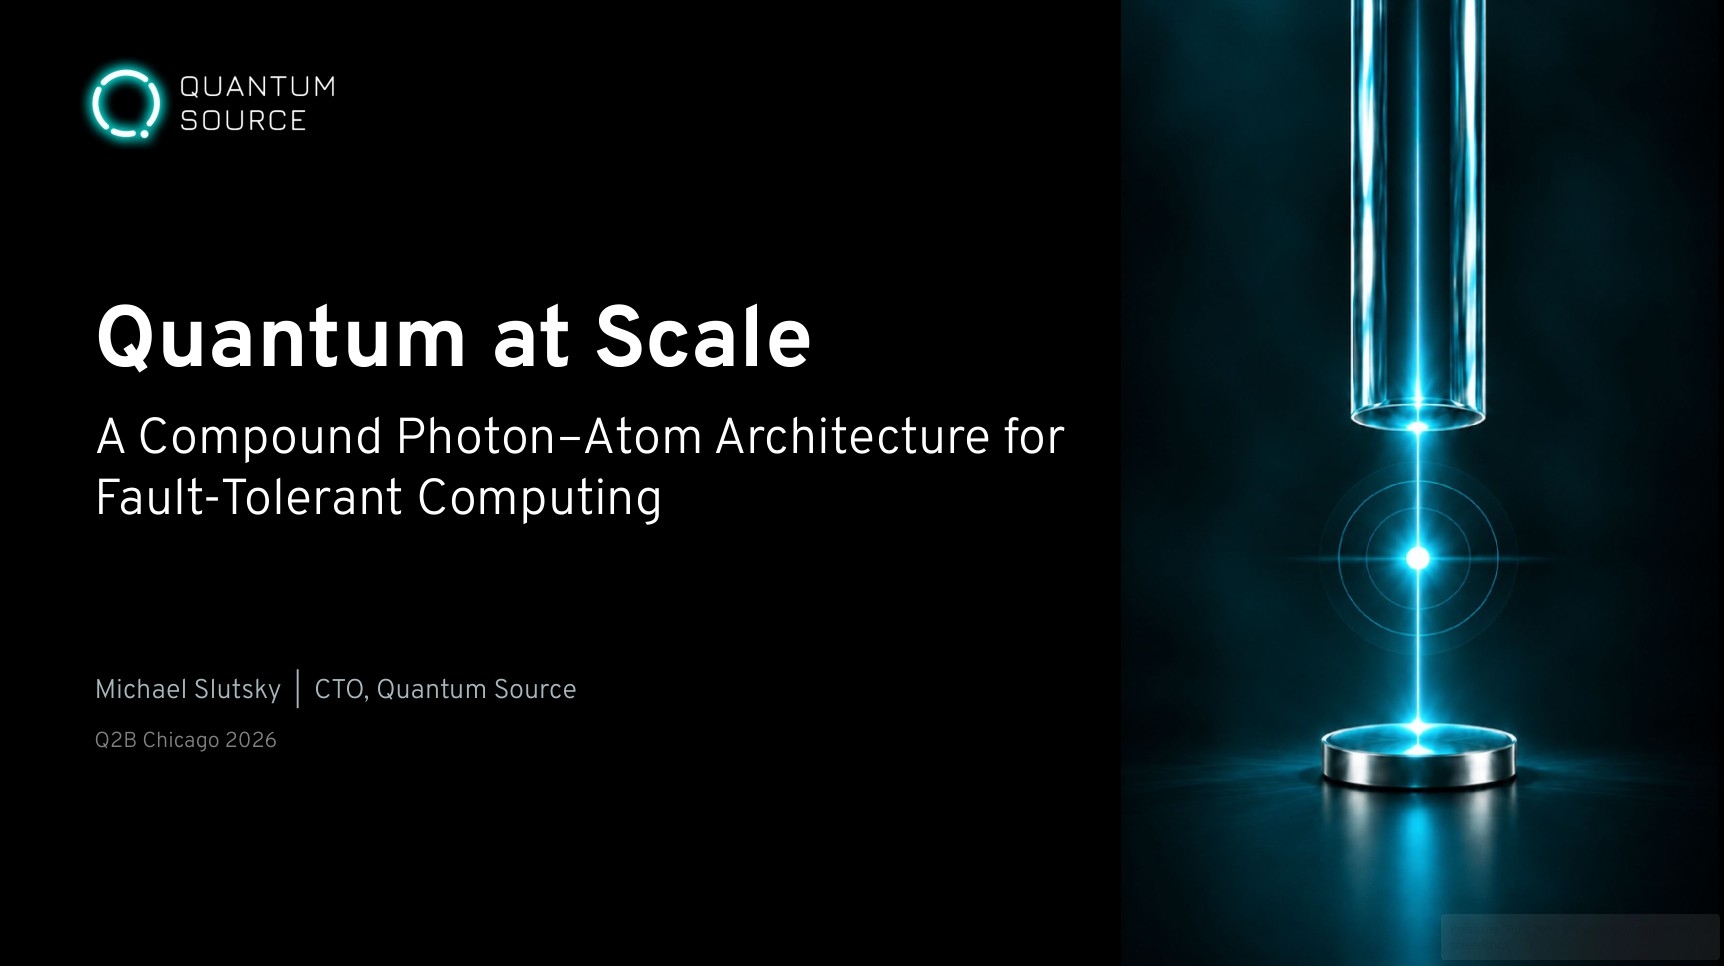 QUANTUM
SOURCE
Quantum at Scale
A Compound Photon–Atom Architecture for
Fault-Tolerant Computing
Michael Slutsky | CTO, Quantum Source
Q2B Chicago 2026